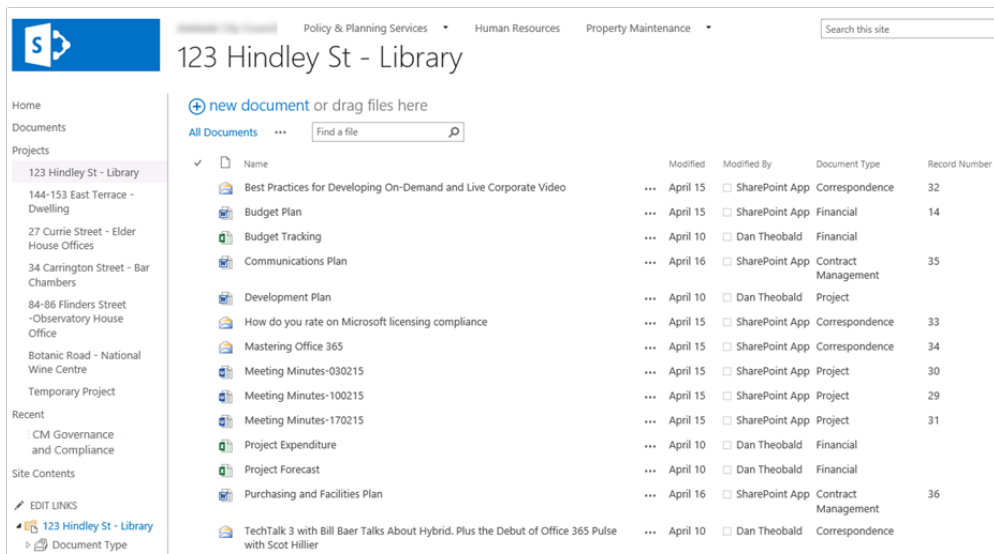 Policy & Planning Services Human Resources Property Maintenance Search this site
123 Hindley St - Library
Home
Documents
Projects
123 Hindley St - Library
144-153 East Terrace -
Dwelling
27 Currie Street - Elder
House Offices
34 Carrington Street - Bar
Chambers
84-86 Flinders Street
-Observatory House
Office
Botanic Road - National
Wine Centre
Temporary Project
Recent
CM Governance
and Compliance
Site Contents
EDIT LINKS
123 Hindley St - Library
Document Type
new document or drag files here
All Documents ... Find a file
Name Modified Modified By Document Type Record Number
Best Practices for Developing On-Demand and Live Corporate Video ... April 15 SharePoint App Correspondence 32
Budget Plan ... April 15 SharePoint App Financial 14
Budget Tracking ... April 10 Dan Theobald Financial
Communications Plan ... April 16 SharePoint App Contract 35
Management
Development Plan ... April 10 Dan Theobald Project
How do you rate on Microsoft licensing compliance ... April 15 SharePoint App Correspondence 33
Mastering Office 365 ... April 15 SharePoint App Correspondence 34
Meeting Minutes-030215 ... April 15 SharePoint App Project 30
Meeting Minutes-100215 ... April 15 SharePoint App Project 29
Meeting Minutes-170215 ... April 15 SharePoint App Project 31
Project Expenditure ... April 10 Dan Theobald Financial
Project Forecast ... April 10 Dan Theobald Financial
Purchasing and Facilities Plan ... April 16 SharePoint App Contract 36
Management
TechTalk 3 with Bill Baer Talks About Hybrid. Plus the Debut of Office 365 Pulse ... April 10 Dan Theobald Correspondence
with Scot Hillier